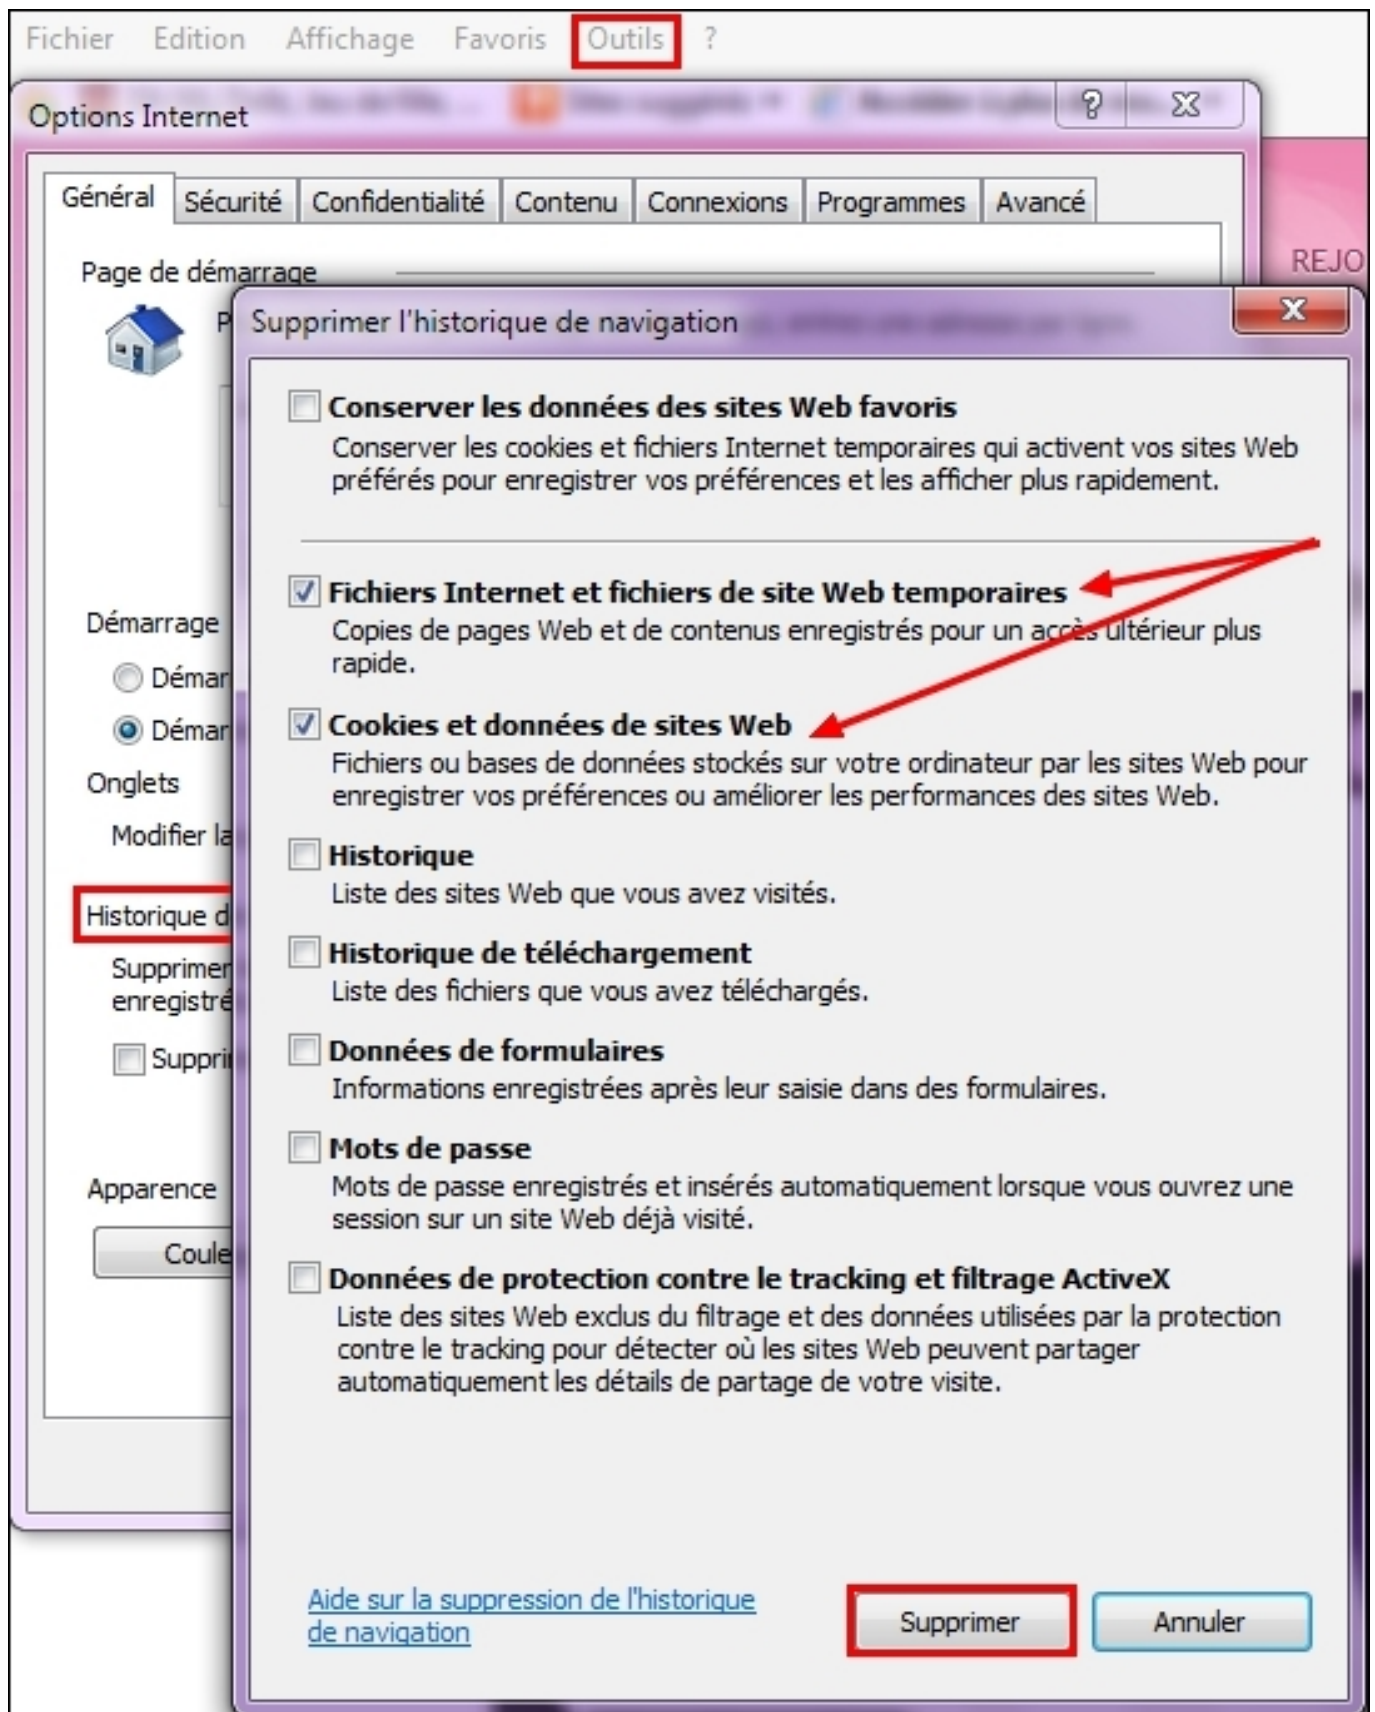 Fichier Edition Affichage Favoris Outils ?
Options Internet
Général Sécurité Confidentialité Contenu Connexions Programmes Avancé
Page de démarrage
REJO
P
Supprimer l'historique de navigation
Conserver les données des sites Web favoris
Conserver les cookies et fichiers Internet temporaires qui activent vos sites Web
préférés pour enregistrer vos préférences et les afficher plus rapidement.
Fichiers Internet et fichiers de site Web temporaires
Copies de pages Web et de contenus enregistrés pour un accès ultérieur plus
rapide.
Cookies et données de sites Web
Fichiers ou bases de données stockés sur votre ordinateur par les sites Web pour
enregistrer vos préférences ou améliorer les performances des sites Web.
Historique
Liste des sites Web que vous avez visités.
Historique de téléchargement
Liste des fichiers que vous avez téléchargés.
Données de formulaires
Informations enregistrées après leur saisie dans des formulaires.
Mots de passe
Mots de passe enregistrés et insérés automatiquement lorsque vous ouvrez une
session sur un site Web déjà visité.
Données de protection contre le tracking et filtrage ActiveX
Liste des sites Web exclus du filtrage et des données utilisées par la protection
contre le tracking pour détecter où les sites Web peuvent partager
automatiquement les détails de partage de votre visite.
Aide sur la suppression de l'historique
de navigation
Supprimer Annuler
Démarrage
Démar
Démar
Onglets
Modifier la
Historique d
Supprimer
enregistré
Suppri
Apparence
Coule